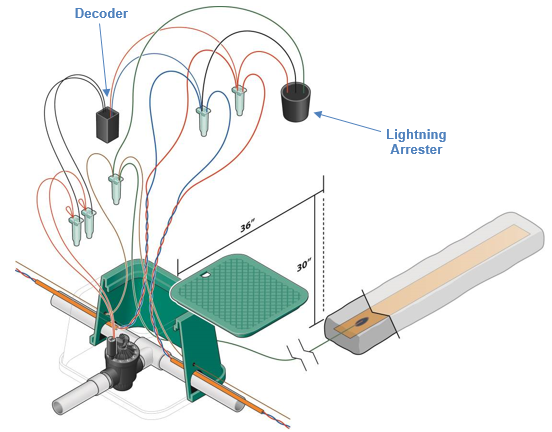 Decoder
Lightning
Arrester
36"
30"